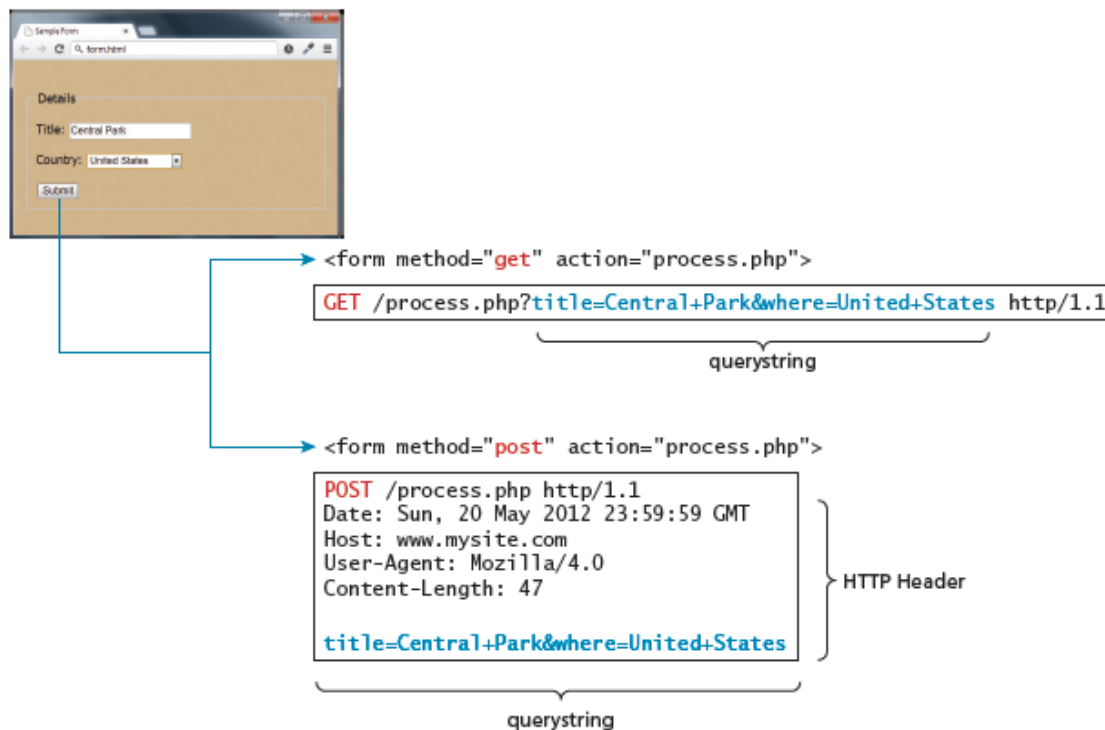 Sample Form
form.html
Details
Title: Central Park
Country: United States
Submit
<form method="get" action="process.php">
GET /process.php?title=Central+Park&where=United+States http/1.1
querystring
<form method="post" action="process.php">
POST /process.php http/1.1
Date: Sun, 20 May 2012 23:59:59 GMT
Host: www.mysite.com
User-Agent: Mozilla/4.0
Content-Length: 47
HTTP Header
title=Central+Park&where=United+States
querystring